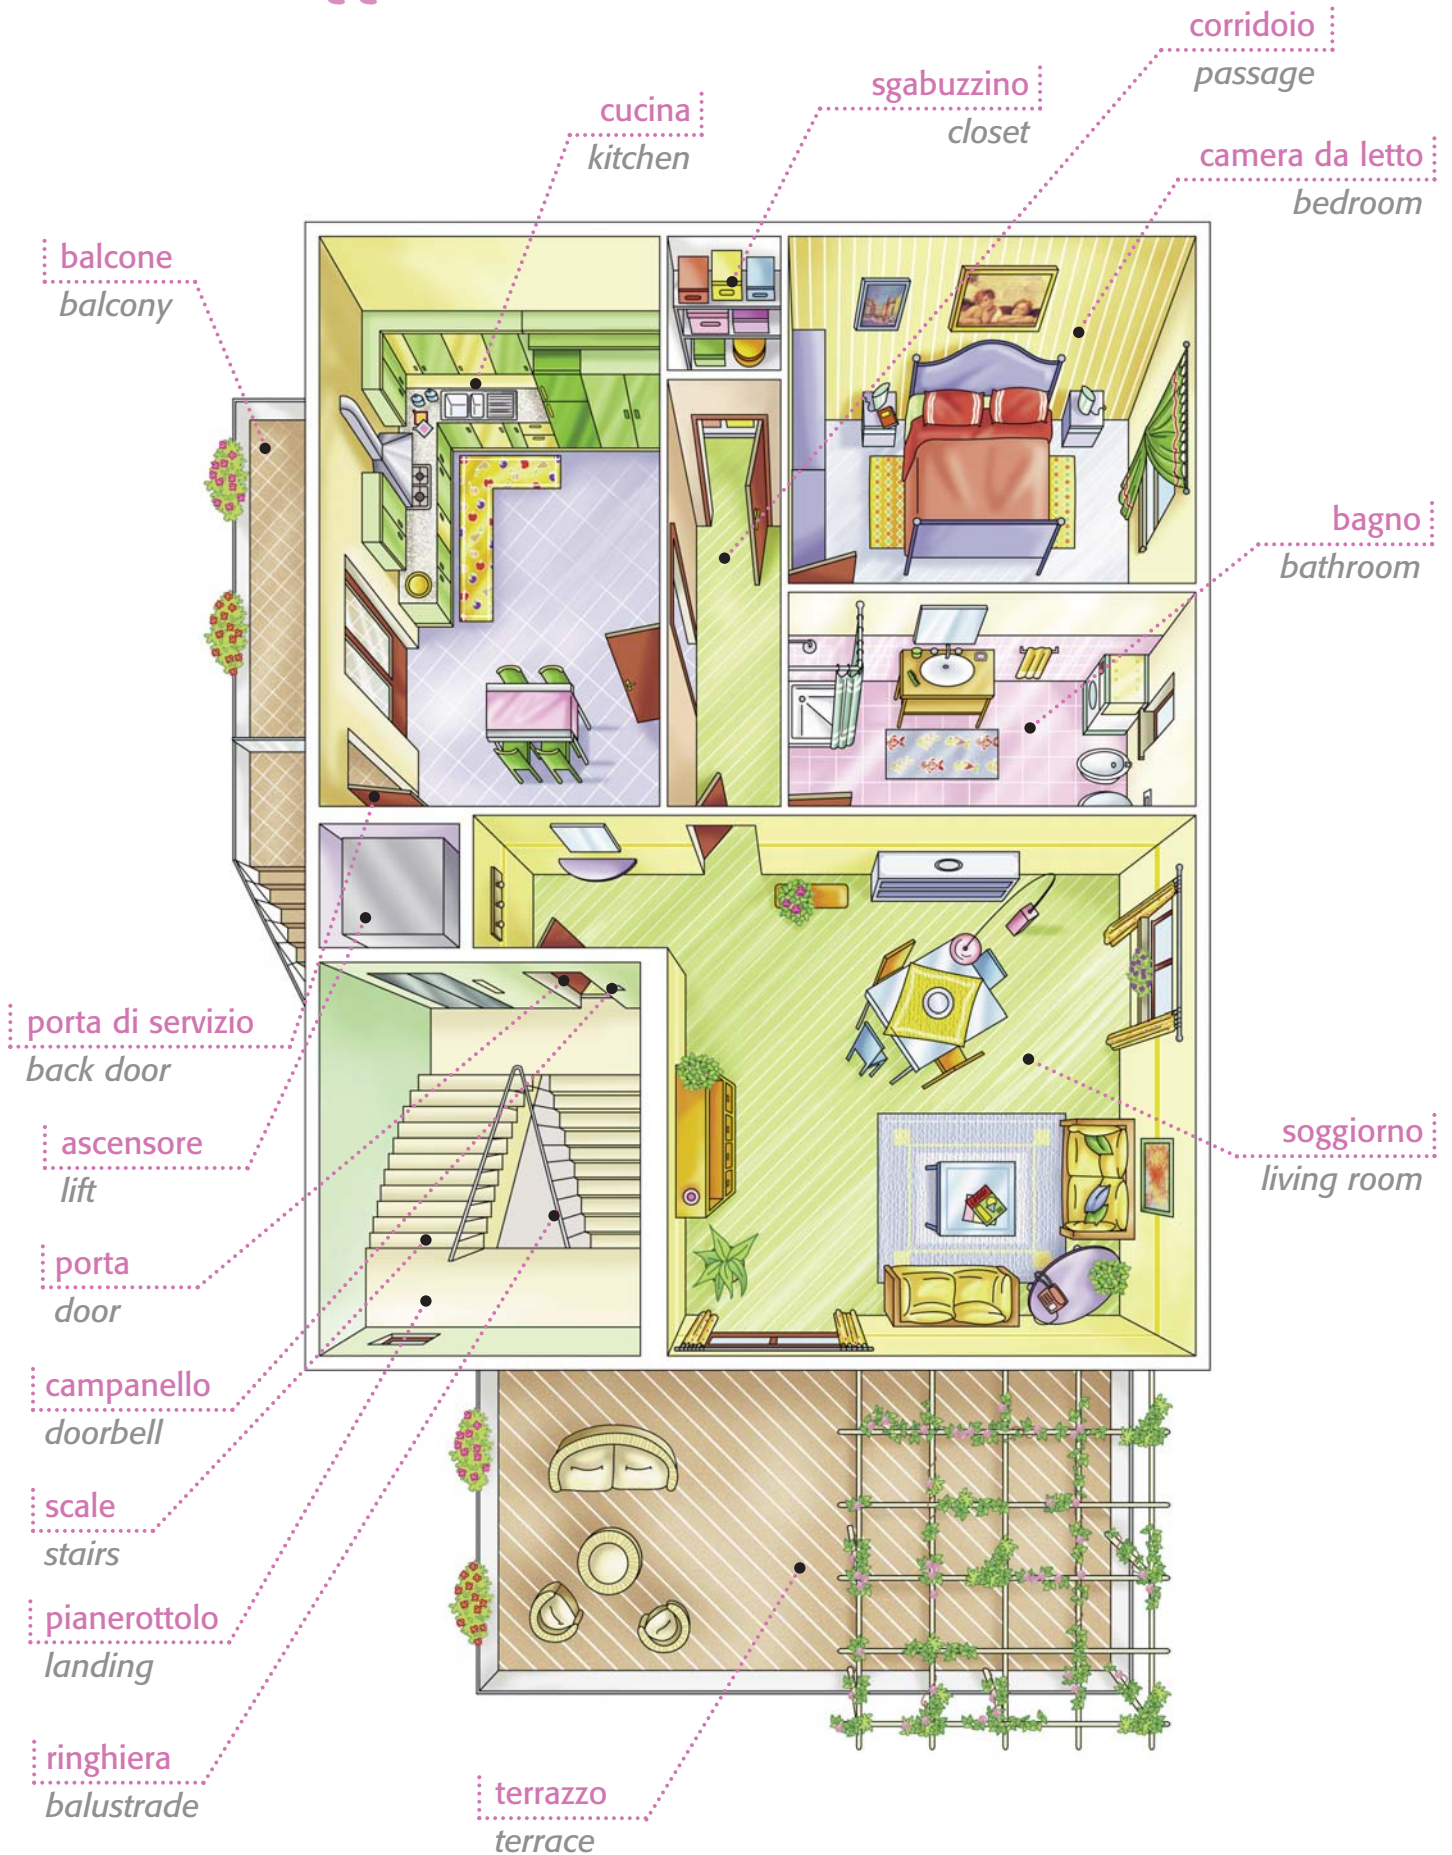 corridoio
passage
sgabuzzino
closet
cucina
kitchen
camera da letto
bedroom
balcone
balcony
bagno
bathroom
porta di servizio
back door
ascensore
lift
soggiorno
living room
porta
door
campanello
doorbell
scale
stairs
pianerottolo
landing
ringhiera
balustrade
terrazzo
terrace